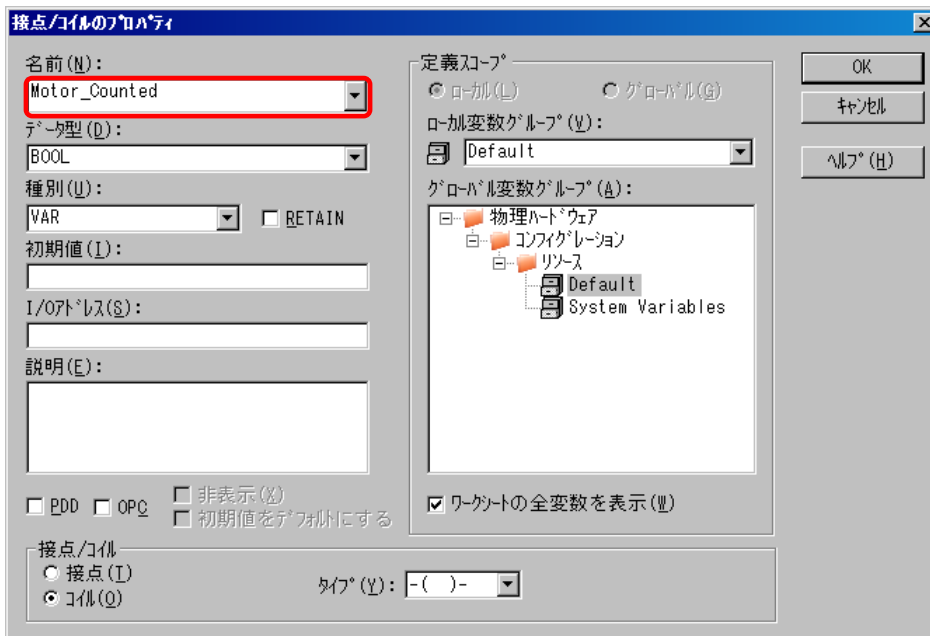 接点/ｺｲﾙのﾌﾟﾛﾊﾟﾃｨ
名前(N):
Motor_Counted
ﾃﾞｰﾀ型(D):
BOOL
種別(U):
VAR
RETAIN
初期値(I):
I/Oｱﾄﾞﾚｽ(S):
説明(E):
PDD
OPC
非表示(X)
初期値をﾃﾞﾌｫﾙﾄにする
定義ｽｺｰﾌﾟ
ﾛｰｶﾙ(L)
ｸﾞﾛｰﾊﾞﾙ(G)
ﾛｰｶﾙ変数ｸﾞﾙｰﾌﾟ(V):
Default
ｸﾞﾛｰﾊﾞﾙ変数ｸﾞﾙｰﾌﾟ(A):
物理ﾊｰﾄﾞｳｪｱ
ｺﾝﾌｨｸﾞﾚｰｼｮﾝ
ﾘｿｰｽ
Default
System Variables
ﾜｰｸｼｰﾄの全変数を表示(W)
OK
ｷｬﾝｾﾙ
ﾍﾙﾌﾟ(H)
接点/ｺｲﾙ
接点(T)
ｺｲﾙ(O)
ﾀｲﾌﾟ(Y):
-( )-